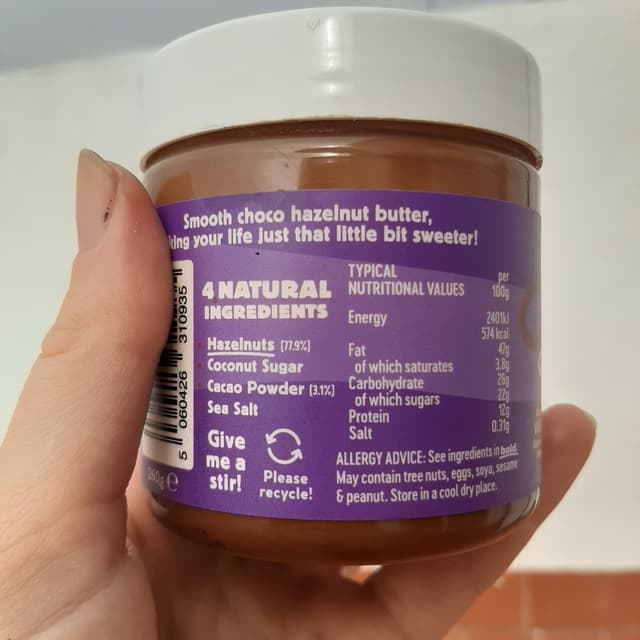 Smooth choco hazelnut butter,
king your life just that little bit sweeter!
5 060426 310935
4 NATURAL
INGREDIENTS
Hazelnuts [77.9%]
Coconut Sugar
Cacao Powder [3.1%]
Sea Salt
Give
me a
stir!
Please
recycle!
TYPICAL
NUTRITIONAL VALUES per
100g
Energy 2401kJ
574 kcal
Fat 47g
of which saturates 3.8g
Carbohydrate 26g
of which sugars 22g
Protein 12g
Salt 0.31g
ALLERGY ADVICE: See ingredients in bold.
May contain tree nuts, eggs, soya, sesame
& peanut. Store in a cool dry place.